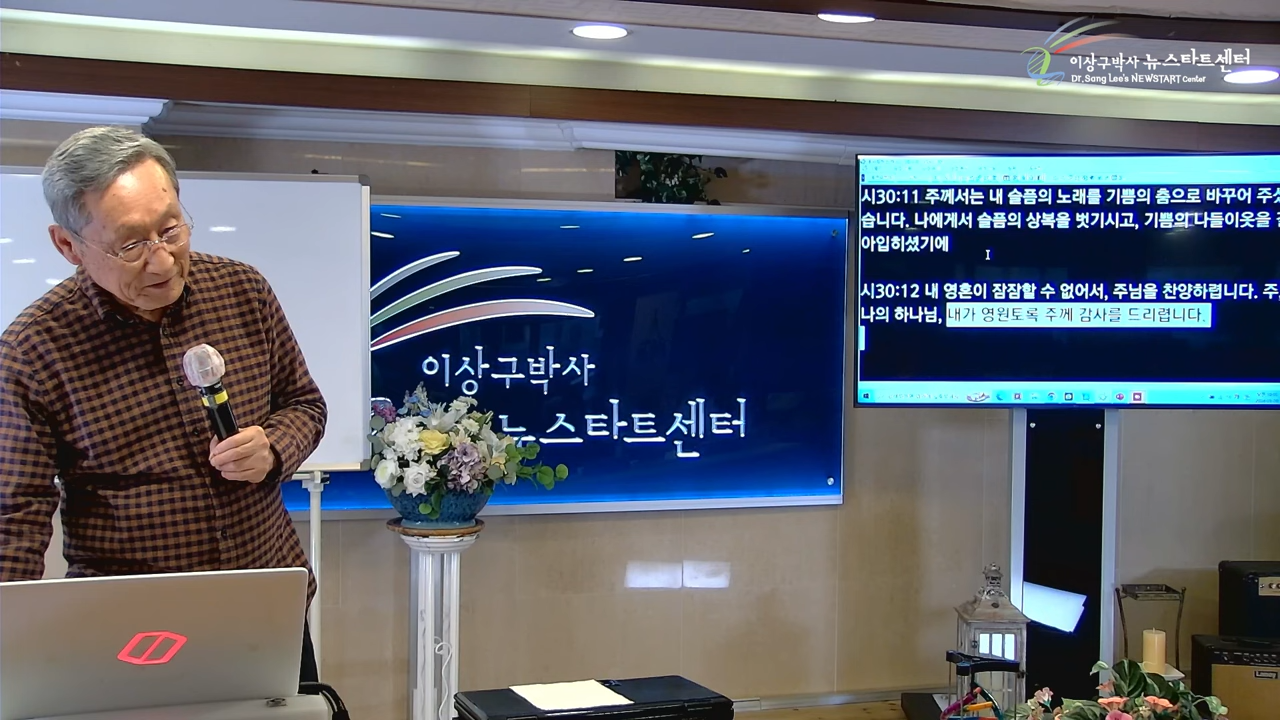 이상구박사 뉴스타트센터
Dr. Sang Lee's NEWSTART Center
시30:11 주께서는 내 슬픔의 노래를 기쁨의 춤으로 바꾸어 주셨
습니다. 나에게서 슬픔의 상복을 벗기시고, 기쁨의 나들이옷을
아입히셨기에
시30:12 내 영혼이 잠잠할 수 없어서, 주님을 찬양하렵니다. 주
나의 하나님, 내가 영원토록 주께 감사를 드리렵니다.
이상구박사
뉴스타트센터
Laney